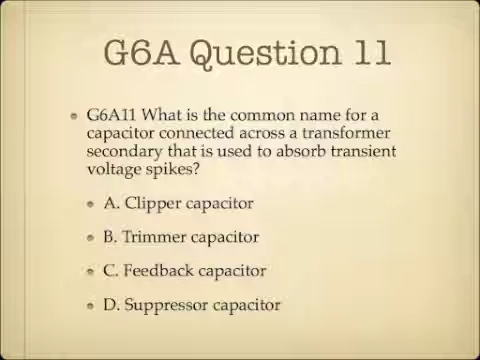 G6A Question 11
G6A11 What is the common name for a
capacitor connected across a transformer
secondary that is used to absorb transient
voltage spikes?
A. Clipper capacitor
B. Trimmer capacitor
C. Feedback capacitor
D. Suppressor capacitor